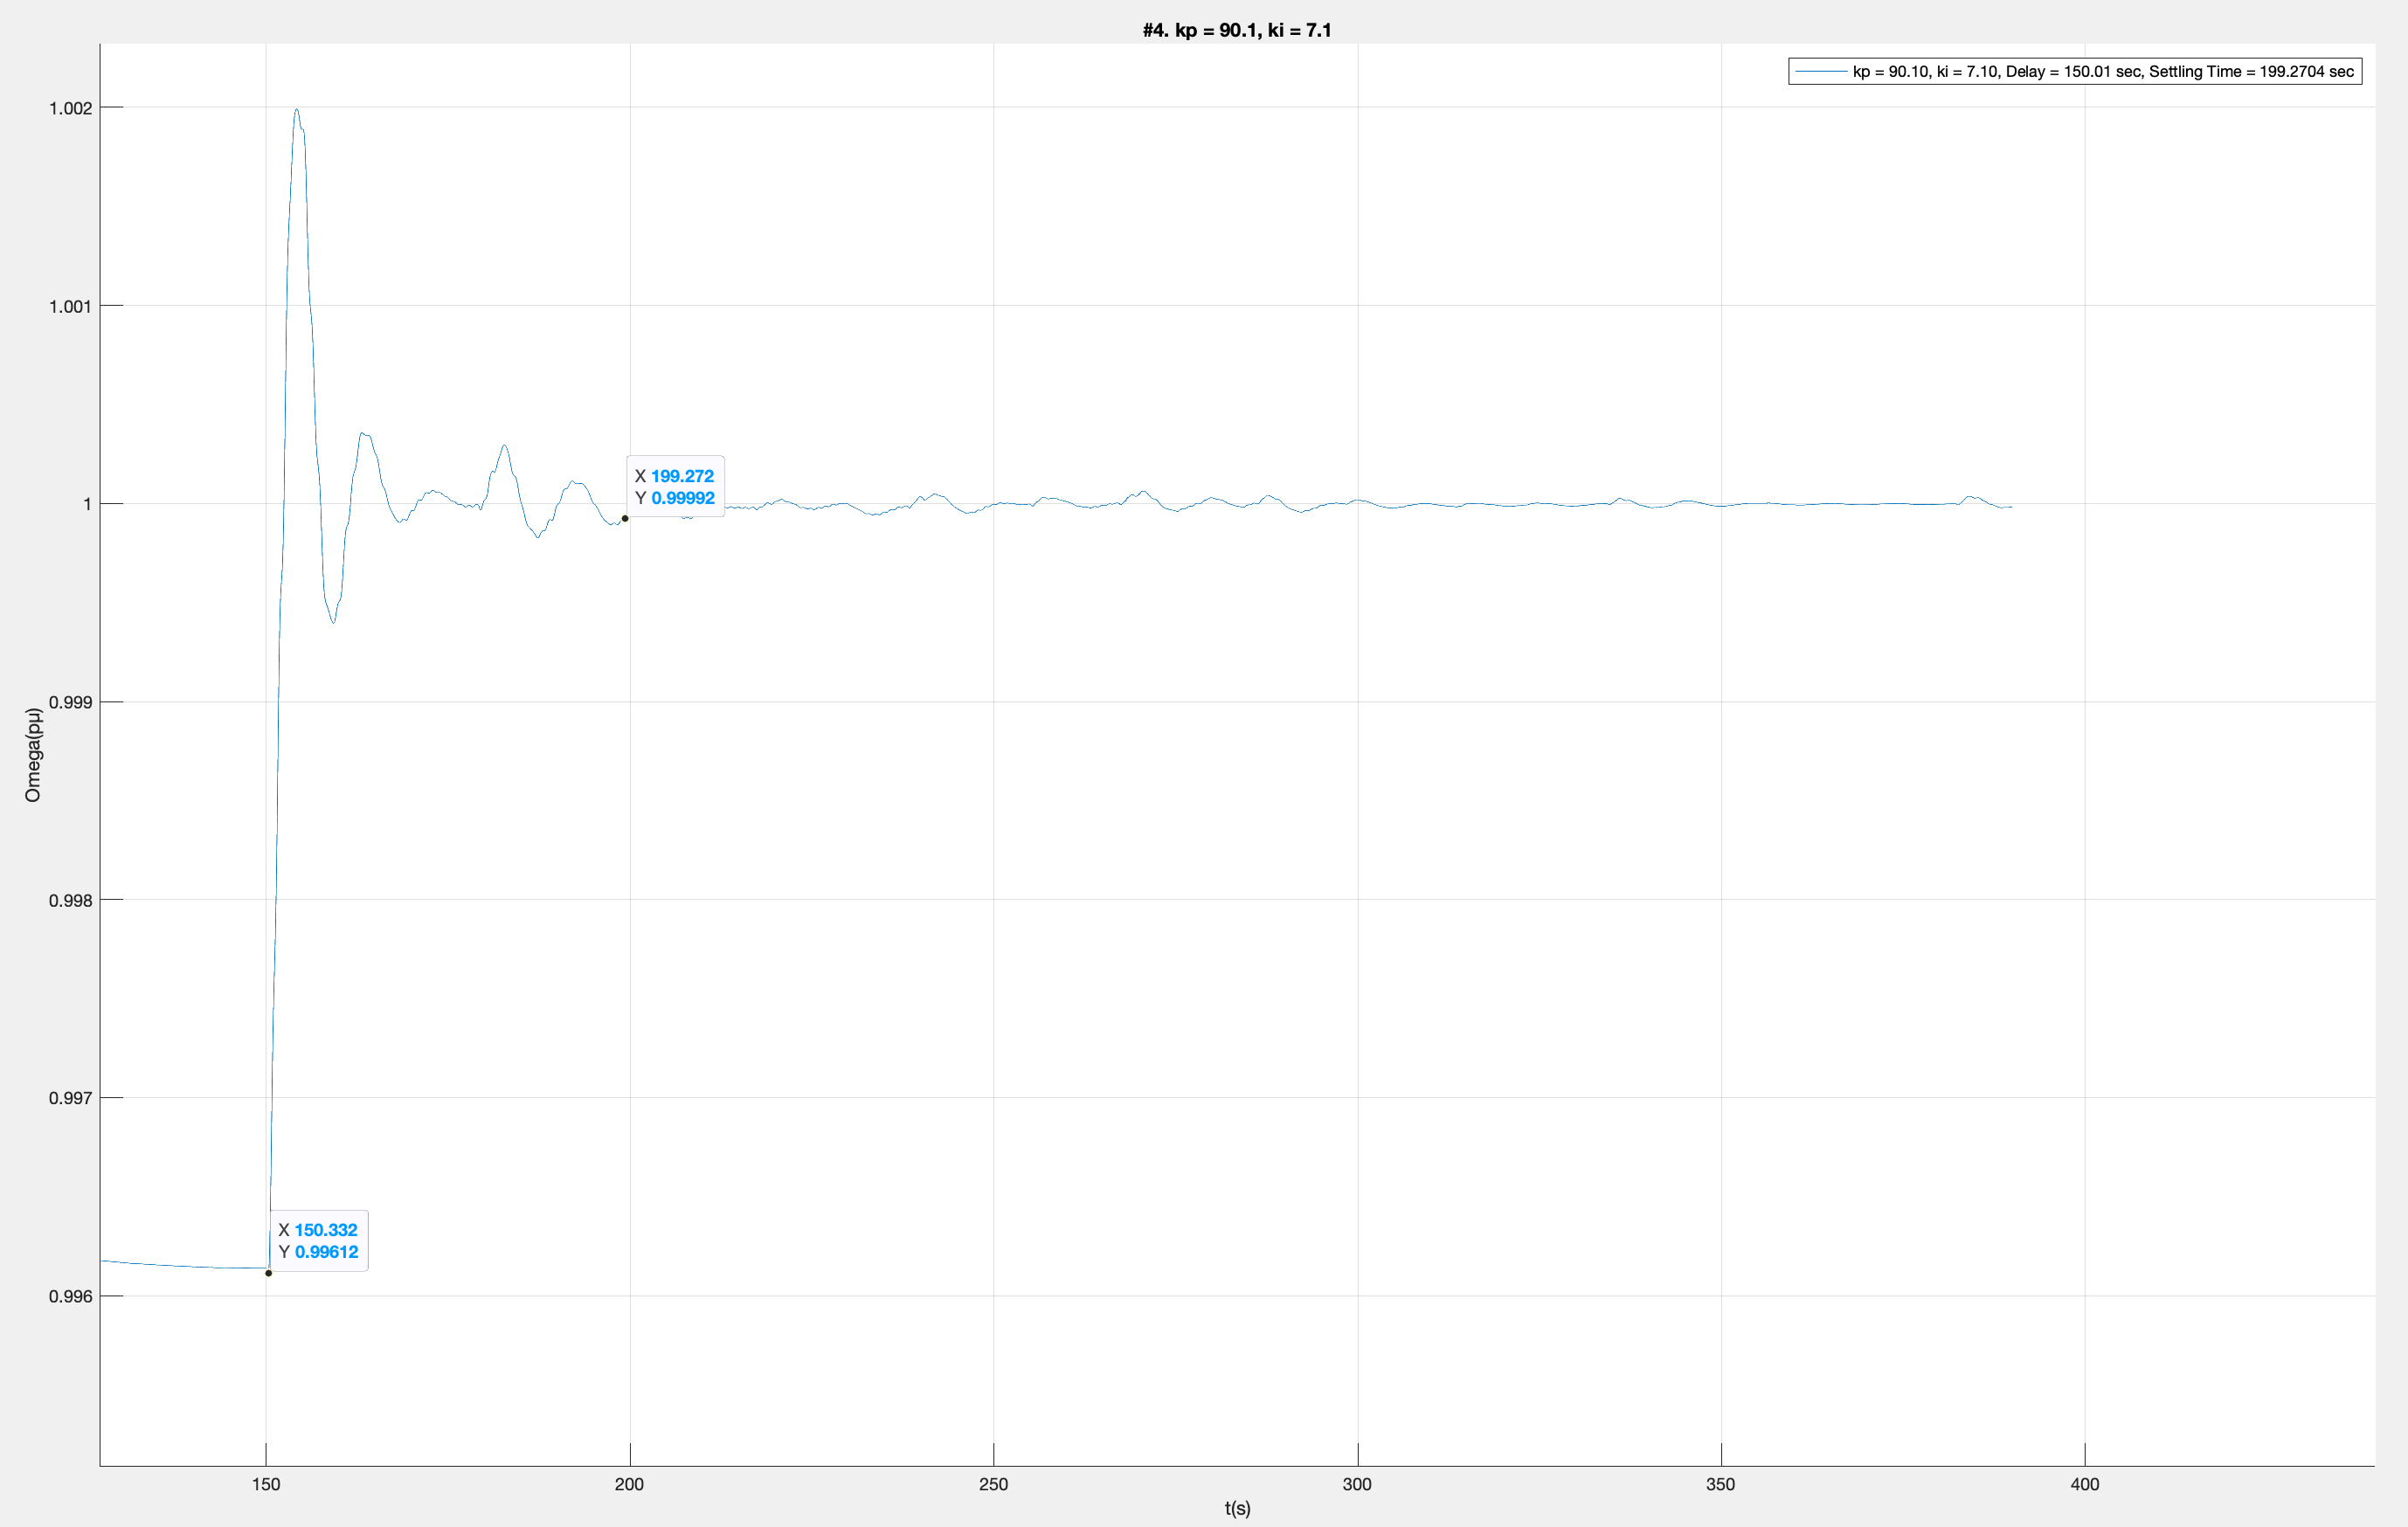 #4. kp = 90.1, ki = 7.1
kp = 90.10, ki = 7.10, Delay = 150.01 sec, Settling Time = 199.2704 sec
1.002
1.001
1
0.999
0.998
0.997
0.996
Omega(pμ)
X 199.272
Y 0.99992
X 150.332
Y 0.99612
150
200
250
300
350
400
t(s)